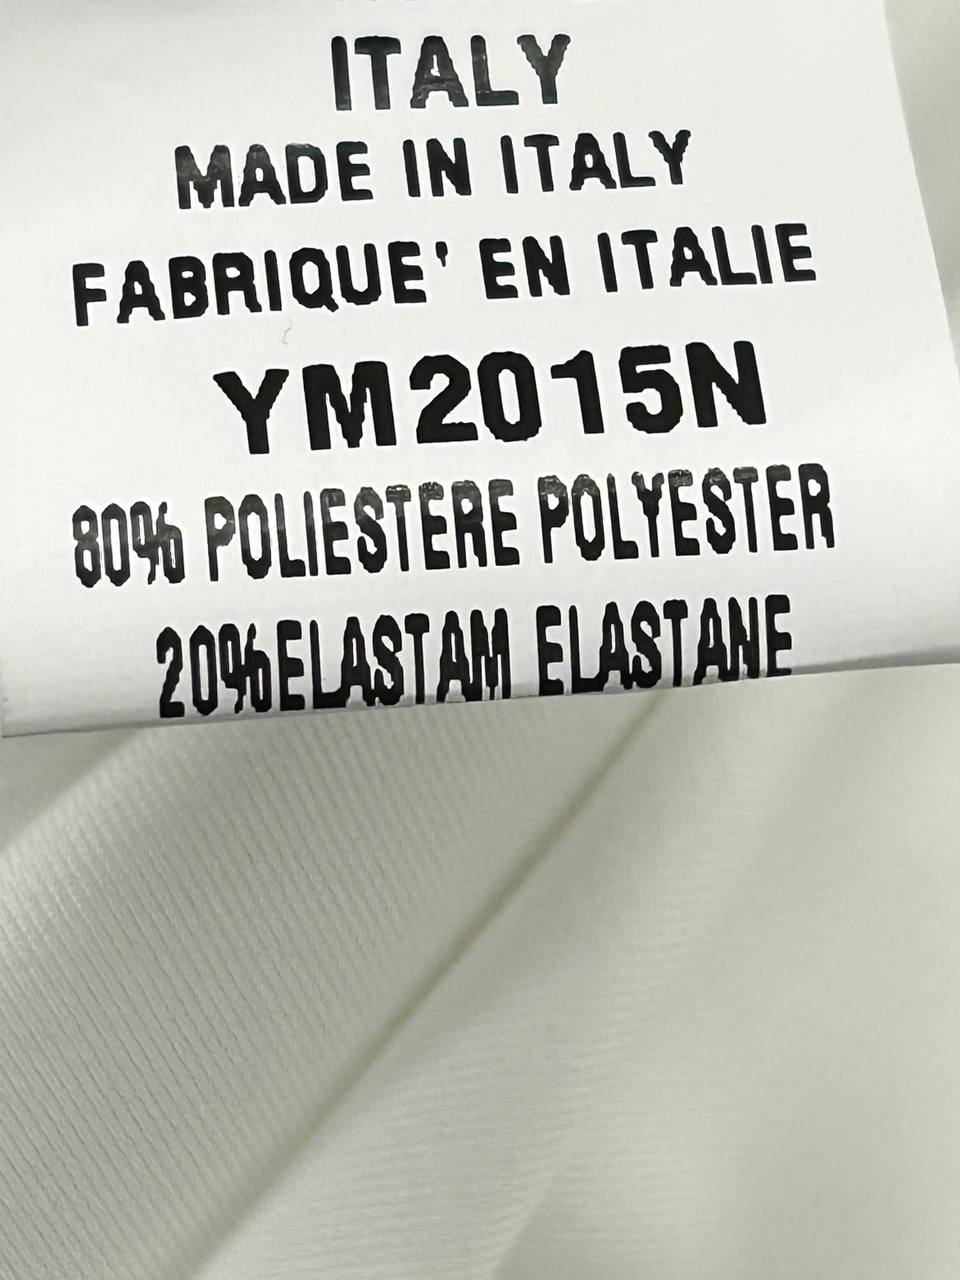 ITALY
MADE IN ITALY
FABRIQUE' EN ITALIE
YM2015N
80% POLIESTERE POLYESTER
20%ELASTAM ELASTANE